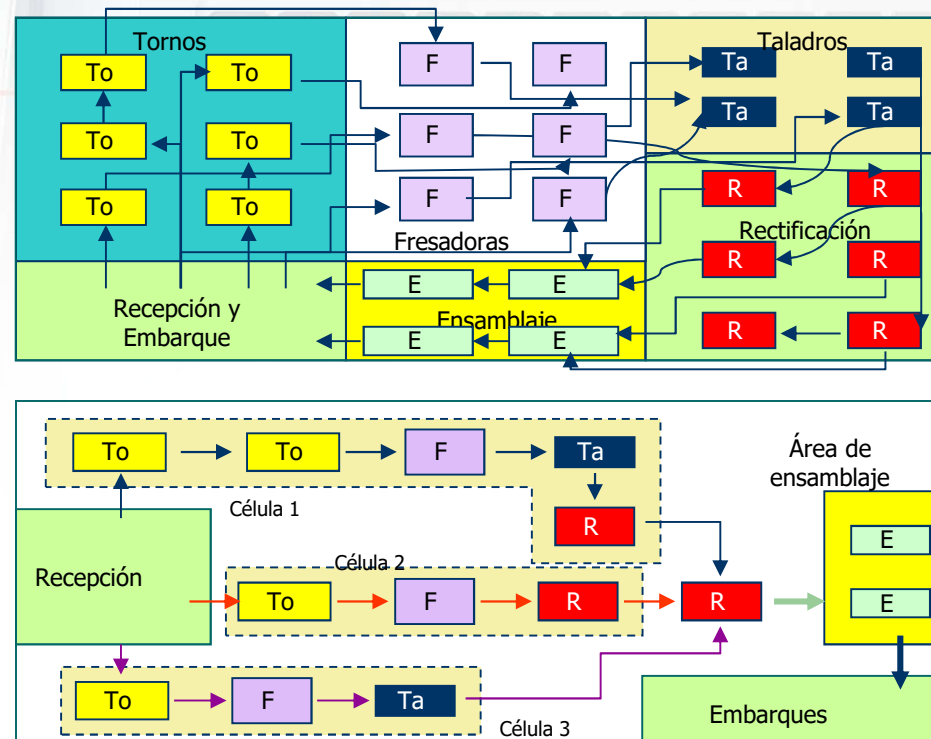 Tornos
Taladros
To
To
F
F
Ta
Ta
To
To
F
F
Ta
Ta
To
To
F
F
R
R
Fresadoras
Rectificación
R
R
Recepción y
Embarque
E
E
Ensamblaje
E
E
R
R
To
To
F
Ta
Área de
ensamblaje
Célula 1
R
E
Recepción
Célula 2
To
F
R
R
E
To
F
Ta
Célula 3
Embarques